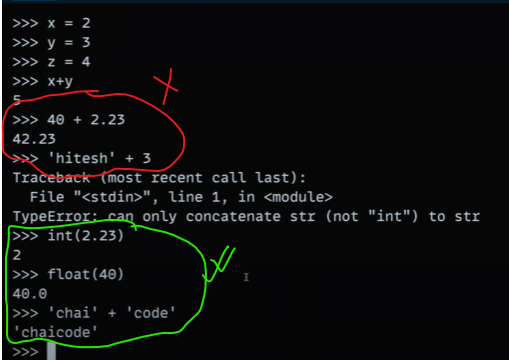 >>> x = 2
>>> y = 3
>>> z = 4
>>> x+y
5
>>> 40 + 2.23
42.23
>>> 'hitesh' + 3
Traceback (most recent call last):
  File "<stdin>", line 1, in <module>
TypeError: can only concatenate str (not "int") to str
>>> int(2.23)
2
>>> float(40)
40.0
>>> 'chai' + 'code'
'chaicode'
>>>